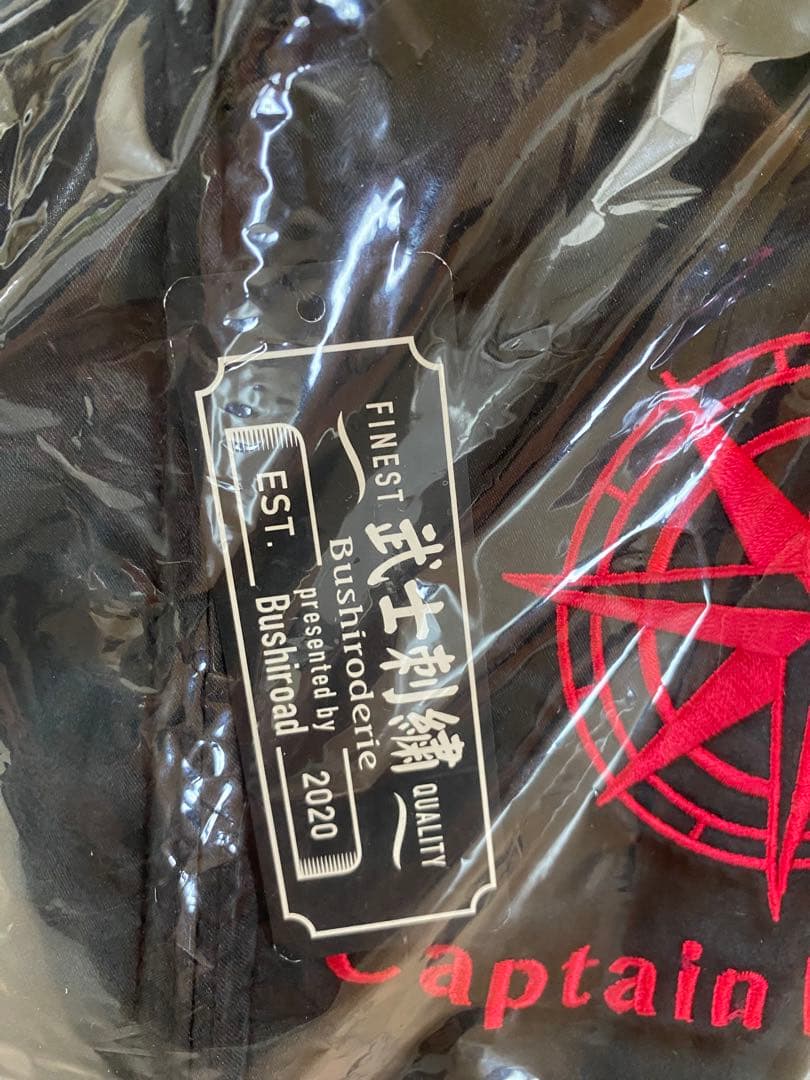 FINEST 武士刺繍 QUALITY
Bushiroderie
presented by
EST. Bushiroad 2020
Captain